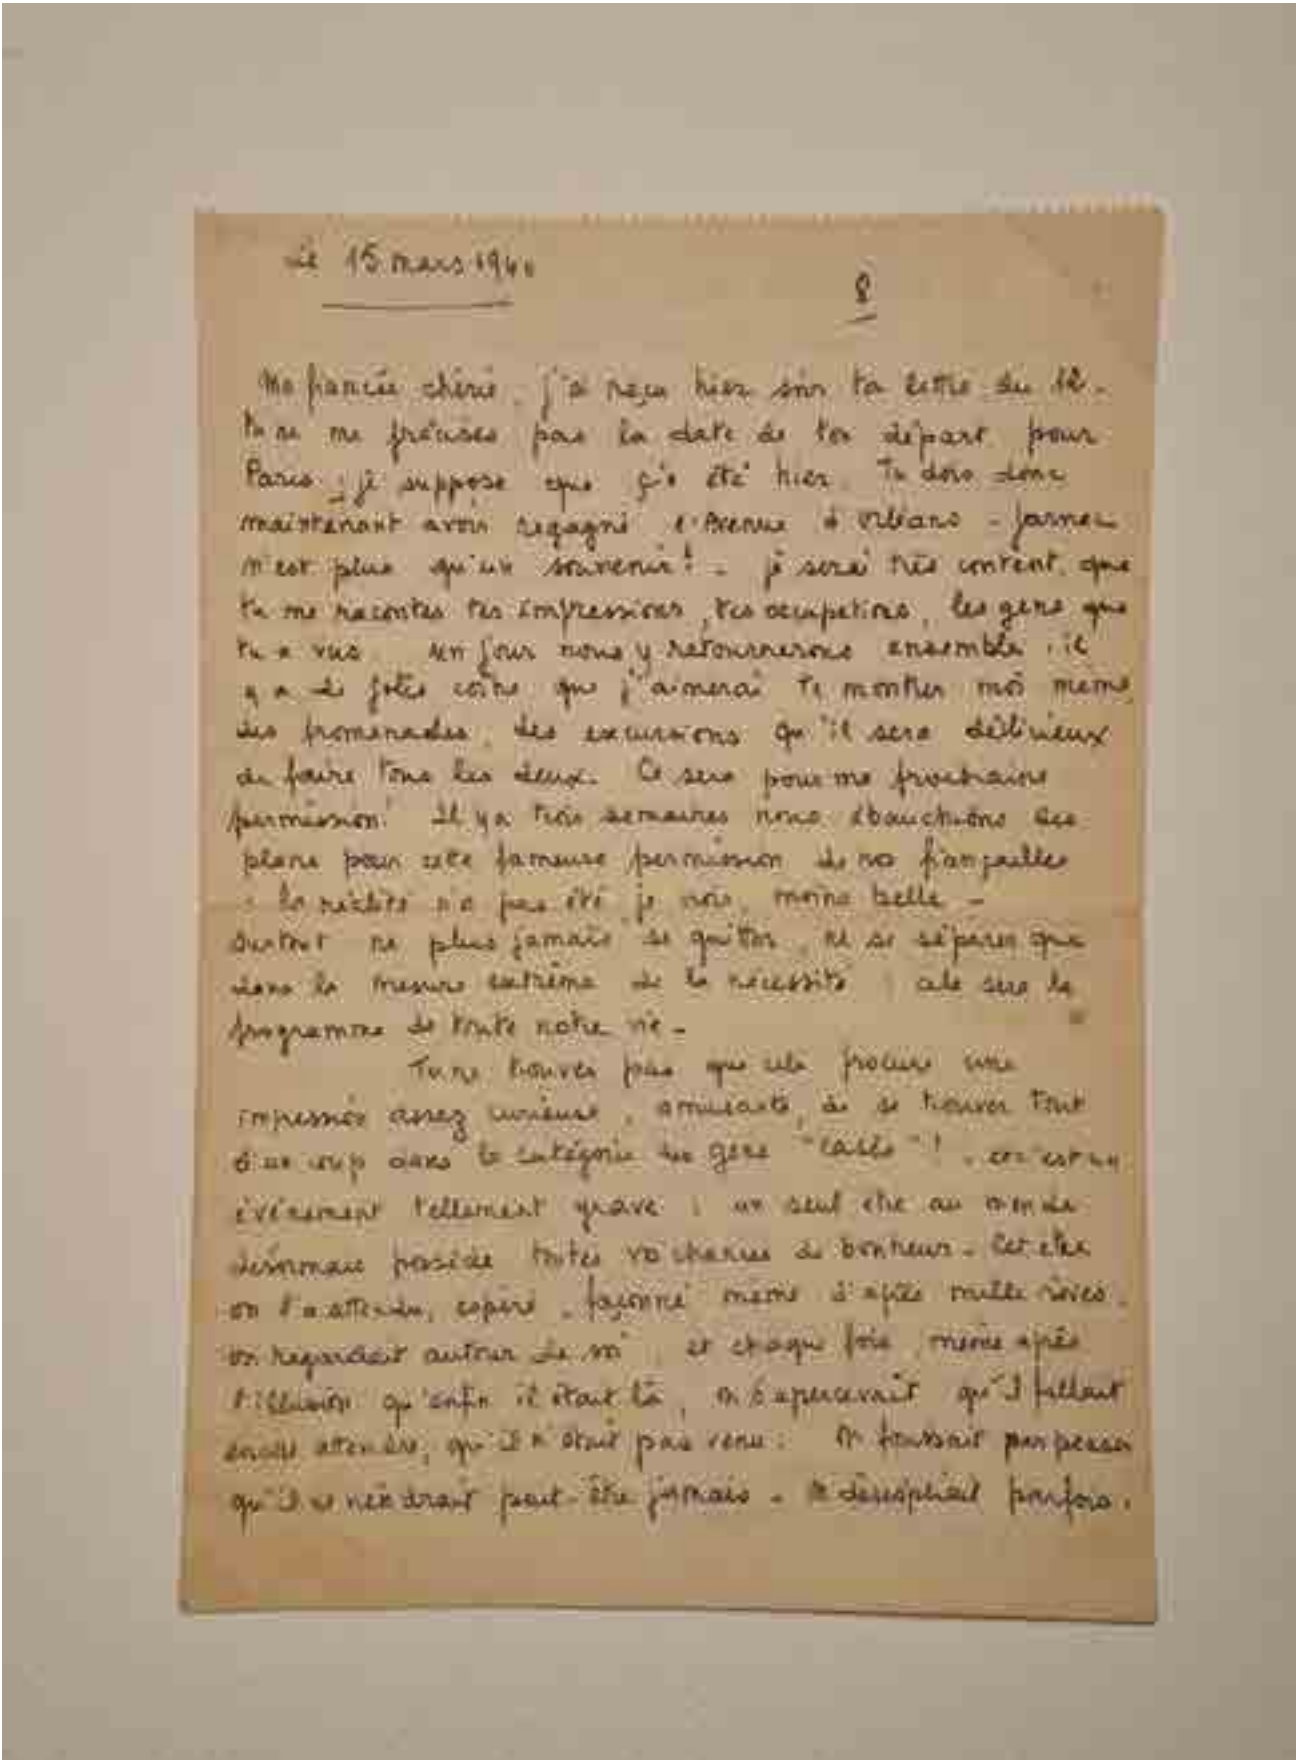 Le 15 mars 1940
8
Ma fiancée chérie, j'ai reçu hier soir ta lettre du 12.
Tu ne me précises pas la date de ton départ pour
Paris : je suppose que ç'a été hier. Tu dois donc
maintenant avoir regagné l'Avenue d'Orléans - Jarnac
n'est plus qu'un souvenir! - je serai très content que
tu me racontes tes impressions, tes occupations, les gens que
tu a vus. Un jour nous y retournerons ensemble : il
y a de jolis coins que j'aimerai te montrer moi même
des promenades, des excursions qu'il sera délicieux
de faire tous les deux. Ce sera pour ma prochaine
permission! Il y a trois semaines nous ébauchions des
plans pour cette fameuse permission de nos fiançailles
: la réalité n'a pas été, je crois, moins belle -
Surtout ne plus jamais se quitter, ne se séparer que
dans la mesure extrême de la nécessité : cela sera le
programme de toute notre vie -
Tu ne trouves pas que cela procure une
impression assez curieuse, amusante, de se trouver tout
d'un coup dans la catégorie des gens "casés"! c'est un
événement tellement grave : un seul être au monde
désormais possède toutes vos chances de bonheur - Cet être
on l'a attendu, espéré, façonné même d'après mille rêves.
on regardait autour de soi, et chaque fois, même après
l'illusion qu'enfin il était là, on s'apercevait qu'il fallait
encore attendre, qu'il n'était pas venu. On finissait par penser
qu'il ne viendrait peut-être jamais - On désespérait parfois.